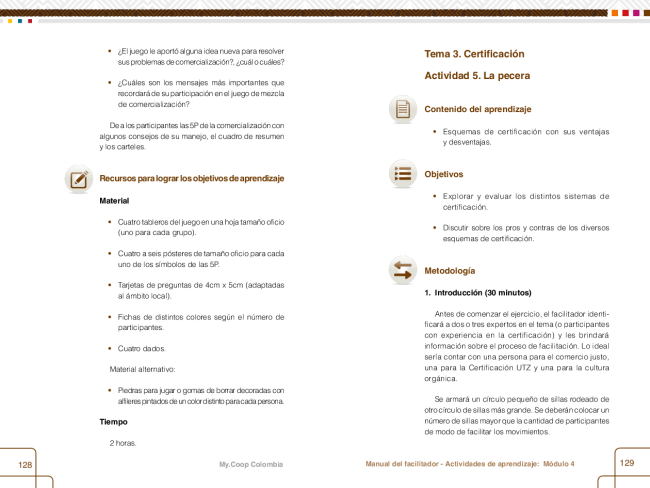 • ¿El juego le aportó alguna idea nueva para resolver
sus problemas de comercialización?, ¿cuál o cuáles?
• ¿Cuáles son los mensajes más importantes que
recordará de su participación en el juego de mezcla
de comercialización?
De a los participantes las 5P de la comercialización con
algunos consejos de su manejo, el cuadro de resumen
y los carteles.
Recursos para lograr los objetivos de aprendizaje
Material
• Cuatro tableros del juego en una hoja tamaño oficio
(uno para cada grupo).
• Cuatro a seis pósteres de tamaño oficio para cada
uno de los símbolos de las 5P.
• Tarjetas de preguntas de 4cm x 5cm (adaptadas
al ámbito local).
• Fichas de distintos colores según el número de
participantes.
• Cuatro dados.
Material alternativo:
• Piedras para jugar o gomas de borrar decoradas con
alfileres pintados de un color distinto para cada persona.
Tiempo
2 horas.
128
My.Coop Colombia
Tema 3. Certificación
Actividad 5. La pecera
Contenido del aprendizaje
• Esquemas de certificación con sus ventajas
y desventajas.
Objetivos
• Explorar y evaluar los distintos sistemas de
certificación.
• Discutir sobre los pros y contras de los diversos
esquemas de certificación.
Metodología
1. Introducción (30 minutos)
Antes de comenzar el ejercicio, el facilitador identi-
ficará a dos o tres expertos en el tema (o participantes
con experiencia en la certificación) y les brindará
información sobre el proceso de facilitación. Lo ideal
sería contar con una persona para el comercio justo,
una para la Certificación UTZ y una para la cultura
orgánica.
Se armará un círculo pequeño de sillas rodeado de
otro círculo de sillas más grande. Se deberán colocar un
número de sillas mayor que la cantidad de participantes
de modo de facilitar los movimientos.
Manual del facilitador - Actividades de aprendizaje: Módulo 4
129